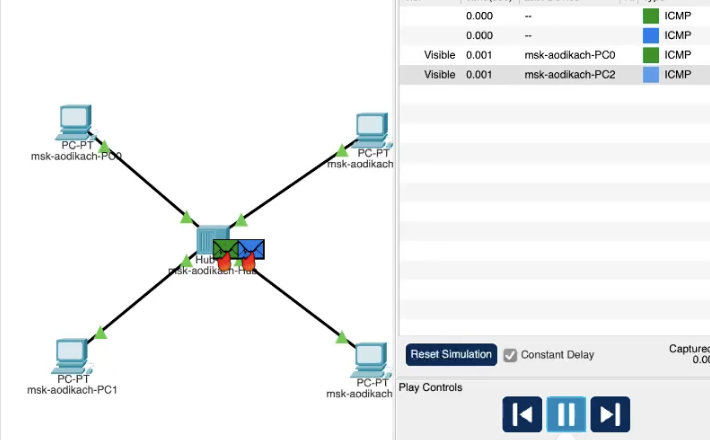 0.000 -- ICMP
0.000 -- ICMP
Visible 0.001 msk-aodikach-PC0 ICMP
Visible 0.001 msk-aodikach-PC2 ICMP
PC-PT
msk-aodikach-PC0
PC-PT
msk-aodikach
Hub
msk-aodikach-Hub
PC-PT
msk-aodikach-PC1
PC-PT
msk-aodikach
Reset Simulation
Constant Delay
Captured
0.00
Play Controls